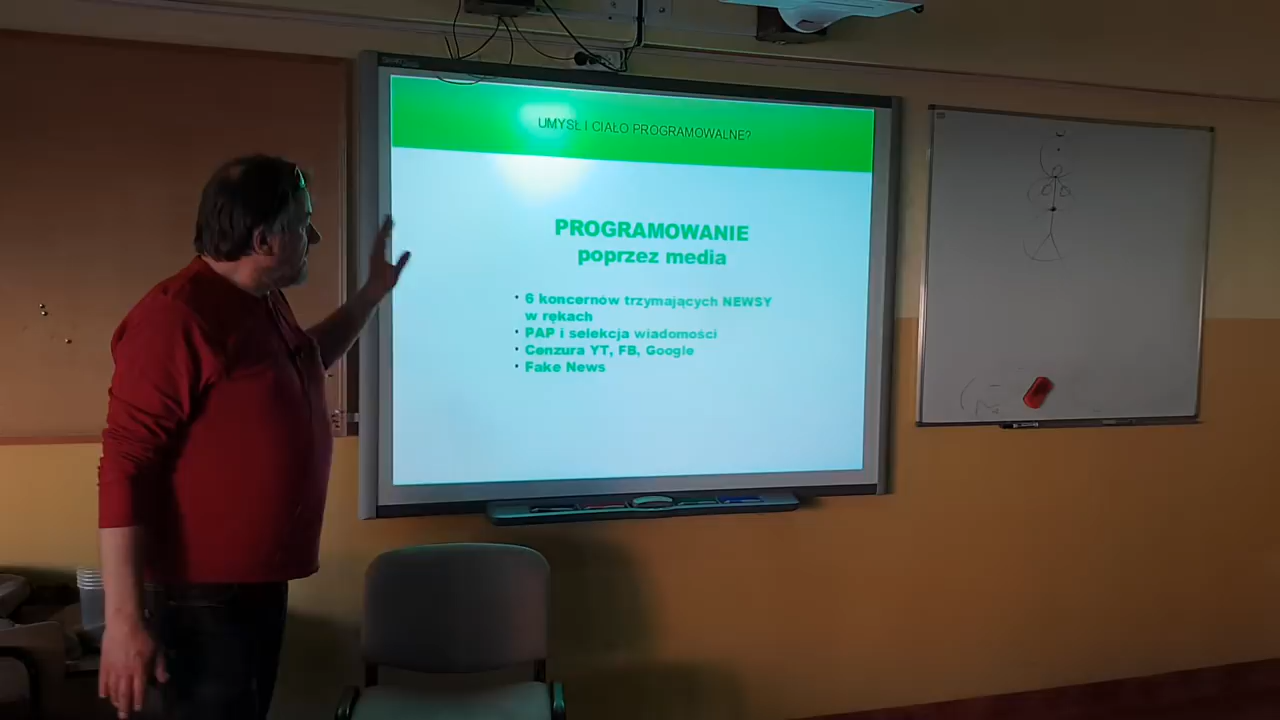 UMYSŁ I CIAŁO PROGRAMOWALNE?
PROGRAMOWANIE
poprzez media
• 6 koncernów trzymających NEWSY
w rękach
• PAP i selekcja wiadomości
• Cenzura YT, FB, Google
• Fake News